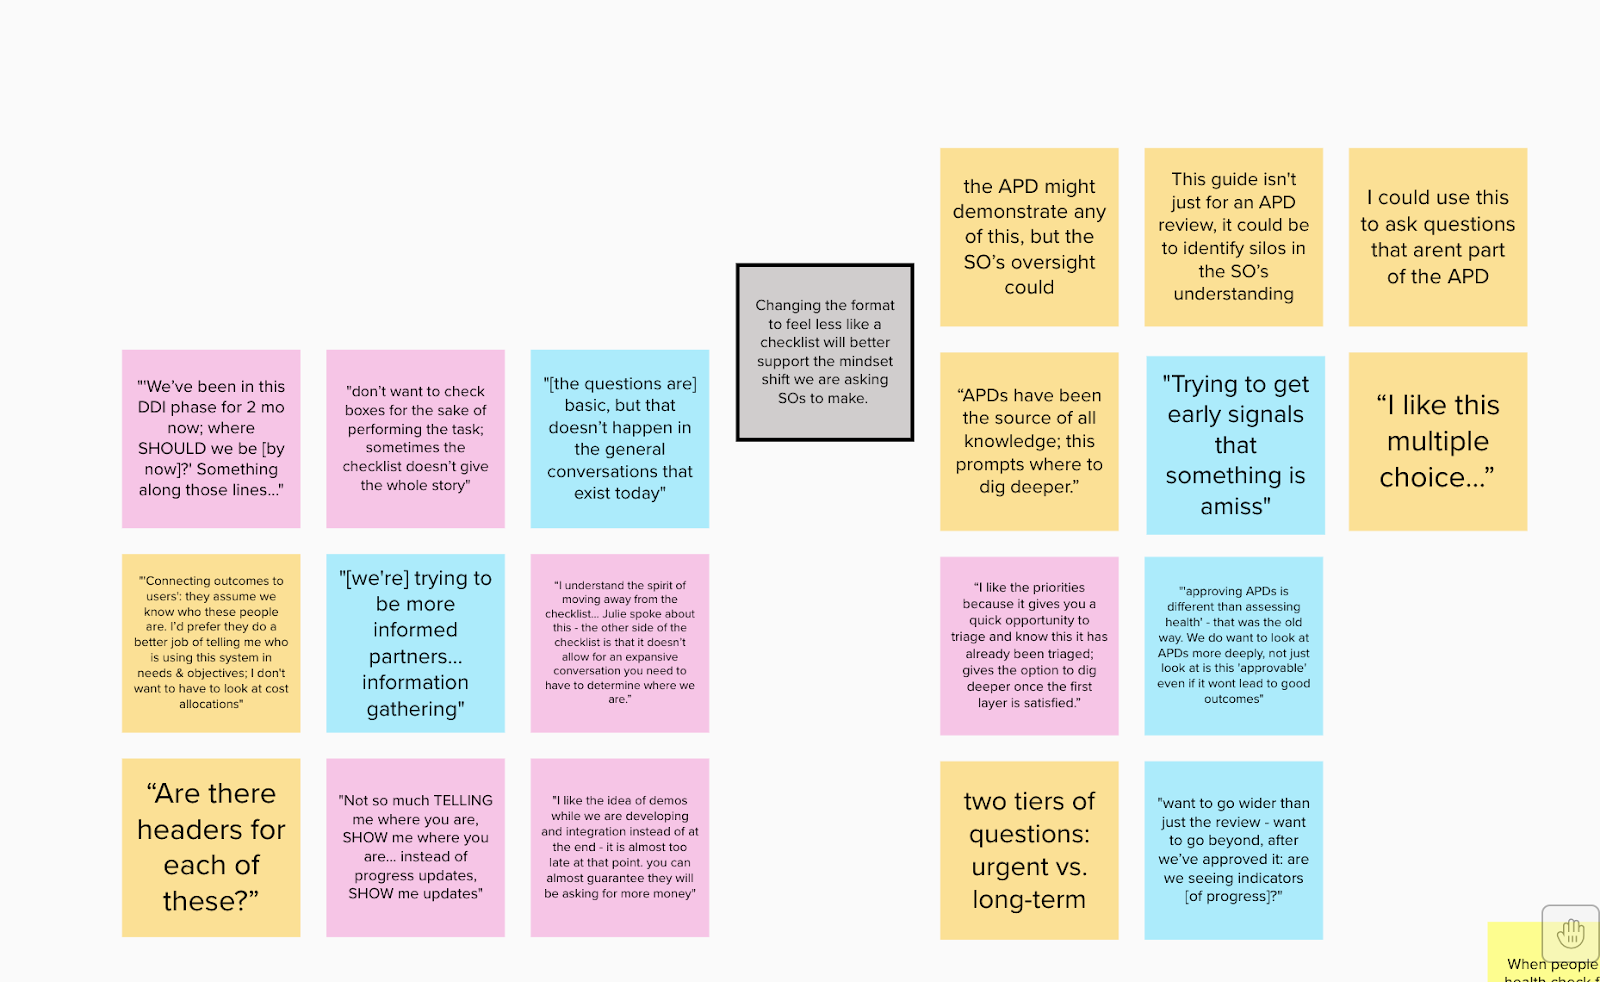 "'We've been in this
DDI phase for 2 mo
now; where
SHOULD we be [by
now]?' Something
along those lines..."
"don't want to check
boxes for the sake of
performing the task;
sometimes the
checklist doesn't give
the whole story"
"[the questions are]
basic, but that
doesn't happen in
the general
conversations that
exist today"
"'Connecting outcomes to
users': they assume we
know who these people
are. I'd prefer they do a
better job of telling me who
is using this system in
needs & objectives; I don't
want to have to look at cost
allocations"
"[we're] trying to
be more
informed
partners...
information
gathering"
“I understand the spirit of
moving away from the
checklist... Julie spoke about
this - the other side of the
checklist is that it doesn't
allow for an expansive
conversation you need to
have to determine where we
are.”
“Are there
headers for
each of
these?”
"Not so much TELLING
me where you are,
SHOW me where you
are... instead of
progress updates,
SHOW me updates"
"I like the idea of demos
while we are developing
and integration instead of at
the end - it is almost too
late at that point. you can
almost guarantee they will
be asking for more money"
Changing the format
to feel less like a
checklist will better
support the mindset
shift we are asking
SOs to make.
the APD might
demonstrate any
of this, but the
SO's oversight
could
This guide isn't
just for an APD
review, it could be
to identify silos in
the SO's
understanding
I could use this
to ask questions
that arent part
of the APD
“APDs have been
the source of all
knowledge; this
prompts where to
dig deeper.”
"Trying to get
early signals
that
something is
amiss"
“I like this
multiple
choice...”
“I like the priorities
because it gives you a
quick opportunity to
triage and know this it has
already been triaged;
gives the option to dig
deeper once the first
layer is satisfied.”
"'approving APDs is
different than assessing
health' - that was the old
way. We do want to look at
APDs more deeply, not just
look at is this 'approvable'
even if it wont lead to good
outcomes"
two tiers of
questions:
urgent vs.
long-term
"want to go wider than
just the review - want
to go beyond, after
we've approved it: are
we seeing indicators
[of progress]?"
When people
health check f